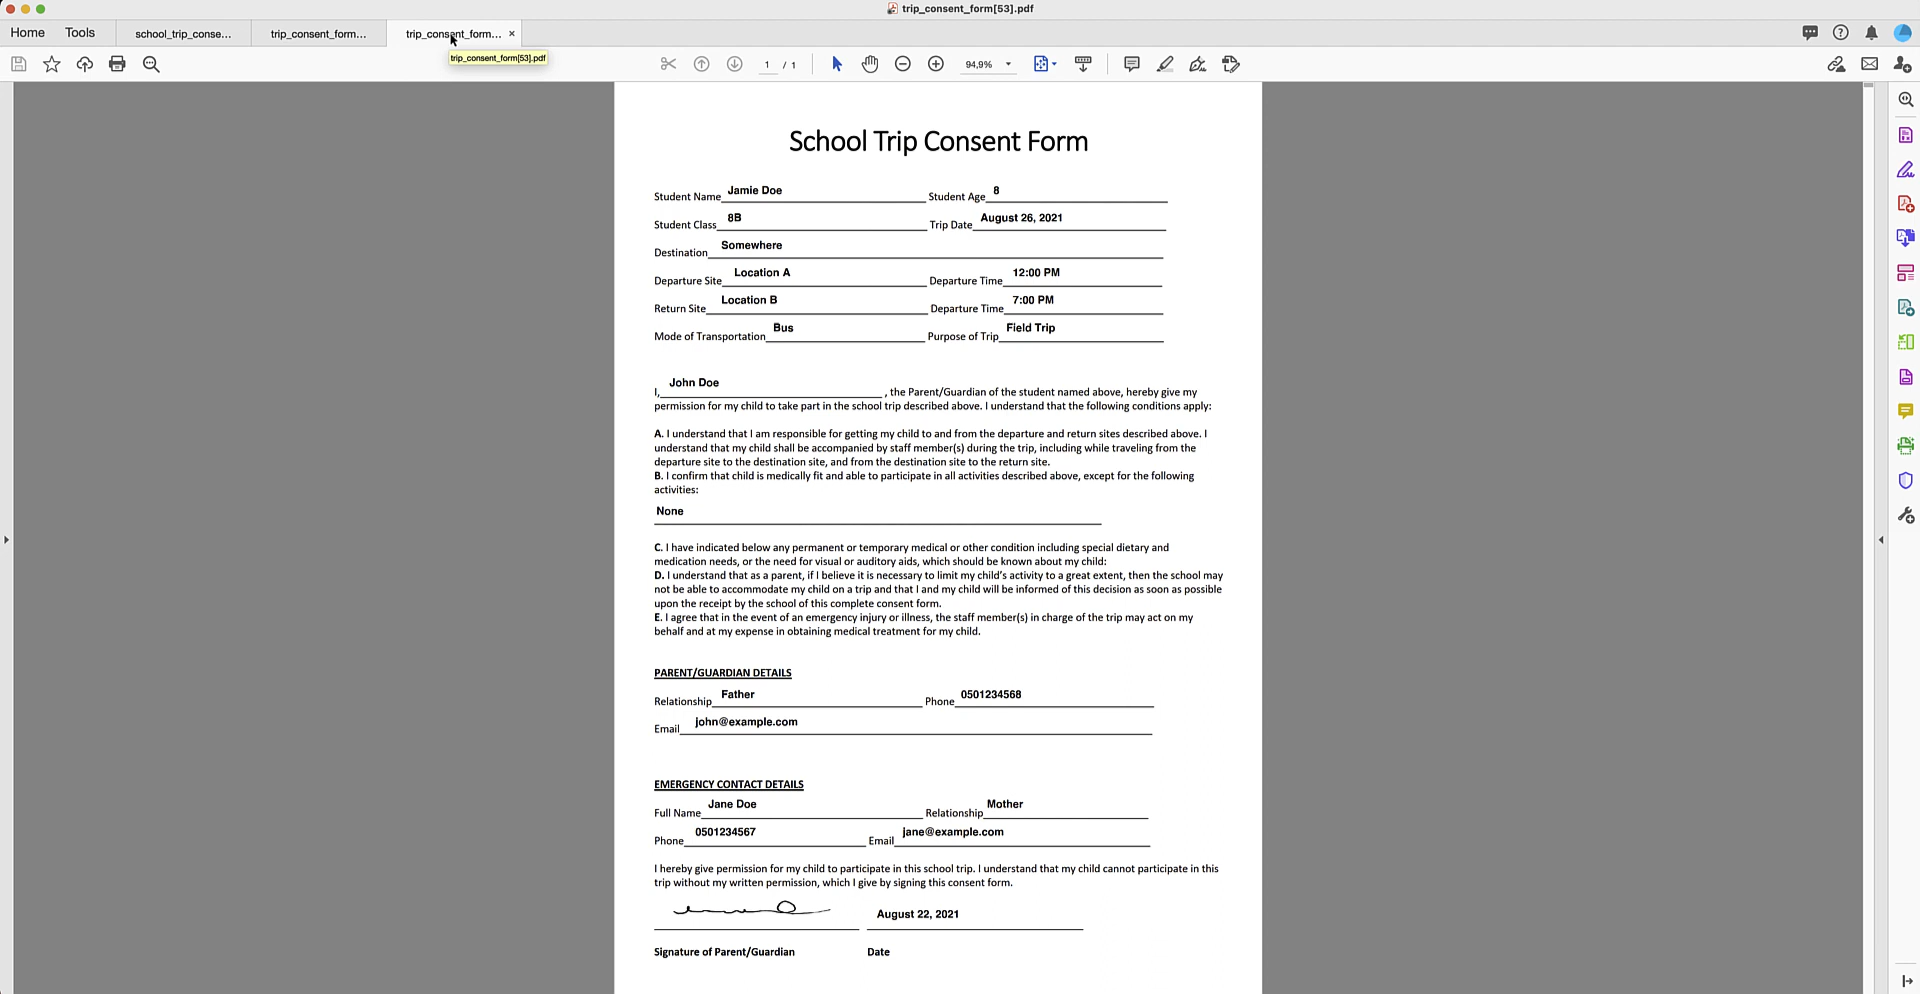 trip_consent_form[53].pdf
Home Tools school_trip_conse... trip_consent_form... trip_consent_form... ×
trip_consent_form[53].pdf
1 / 1 94,9%
School Trip Consent Form
Student Name Jamie Doe Student Age 8
Student Class 8B Trip Date August 26, 2021
Destination Somewhere
Departure Site Location A Departure Time 12:00 PM
Return Site Location B Departure Time 7:00 PM
Mode of Transportation Bus Purpose of Trip Field Trip
I, John Doe , the Parent/Guardian of the student named above, hereby give my
permission for my child to take part in the school trip described above. I understand that the following conditions apply:
A. I understand that I am responsible for getting my child to and from the departure and return sites described above. I
understand that my child shall be accompanied by staff member(s) during the trip, including while traveling from the
departure site to the destination site, and from the destination site to the return site.
B. I confirm that child is medically fit and able to participate in all activities described above, except for the following
activities:
None
C. I have indicated below any permanent or temporary medical or other condition including special dietary and
medication needs, or the need for visual or auditory aids, which should be known about my child:
D. I understand that as a parent, if I believe it is necessary to limit my child's activity to a great extent, then the school may
not be able to accommodate my child on a trip and that I and my child will be informed of this decision as soon as possible
upon the receipt by the school of this complete consent form.
E. I agree that in the event of an emergency injury or illness, the staff member(s) in charge of the trip may act on my
behalf and at my expense in obtaining medical treatment for my child.
PARENT/GUARDIAN DETAILS
Relationship Father Phone 0501234568
Email john@example.com
EMERGENCY CONTACT DETAILS
Full Name Jane Doe Relationship Mother
Phone 0501234567 Email jane@example.com
I hereby give permission for my child to participate in this school trip. I understand that my child cannot participate in this
trip without my written permission, which I give by signing this consent form.
August 22, 2021
Signature of Parent/Guardian Date